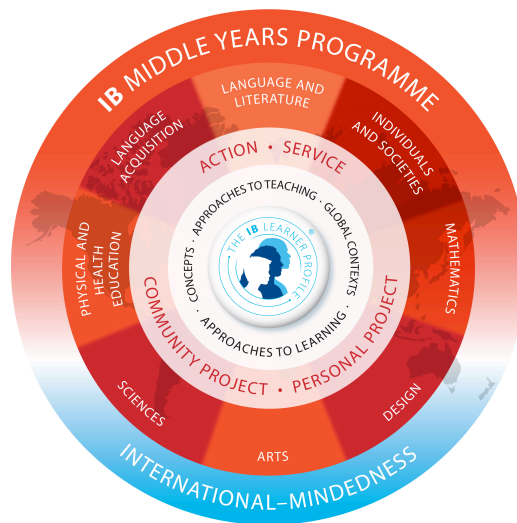 IB MIDDLE YEARS PROGRAMME
LANGUAGE AND
LITERATURE
INDIVIDUALS
AND SOCIETIES
MATHEMATICS
DESIGN
ARTS
SCIENCES
PHYSICAL AND
HEALTH
EDUCATION
LANGUAGE
ACQUISITION
ACTION • SERVICE
PERSONAL PROJECT
COMMUNITY PROJECT •
APPROACHES TO TEACHING ·
GLOBAL CONTEXTS ·
APPROACHES TO LEARNING ·
CONCEPTS ·
THE IB LEARNER PROFILE ®
INTERNATIONAL–MINDEDNESS